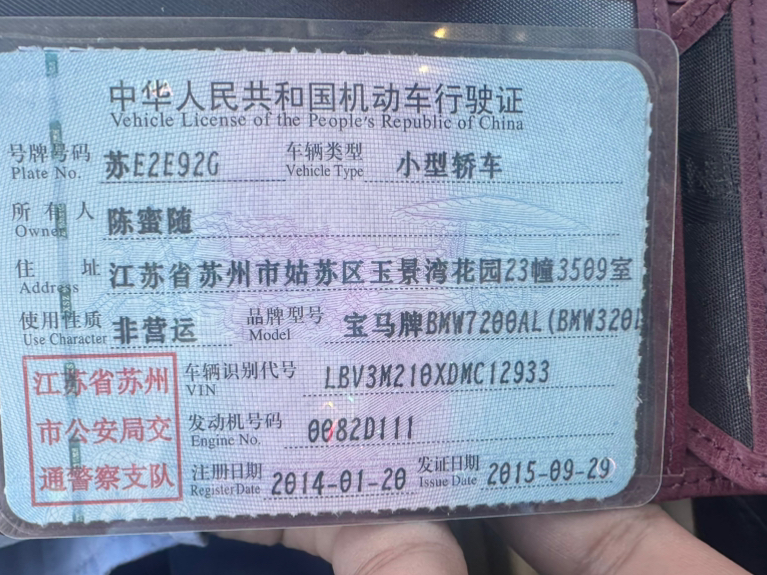 中华人民共和国机动车行驶证
Vehicle License of the People's Republic of China
号牌号码 苏E2E92G 车辆类型 小型轿车
Plate No. Vehicle Type
所有人 陈蜜随
Owner
住址 江苏省苏州市姑苏区玉景湾花园23幢3509室
Address
使用性质 非营运 品牌型号 宝马牌BMW7200AL(BMW320L
Use Character Model
车辆识别代号 LBV3M210XDMC12933
VIN
发动机号码 0082D111
Engine No.
注册日期 2014-01-20 发证日期 2015-09-29
Register Date Issue Date
江苏省苏州
市公安局交
通警察支队